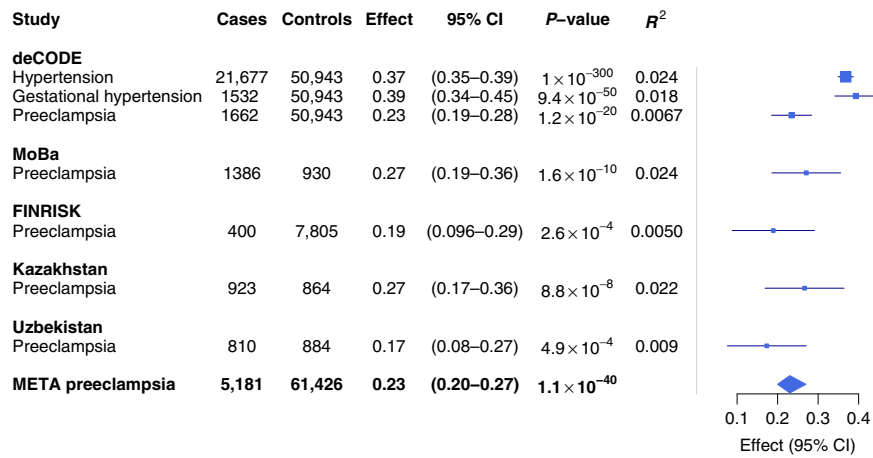 Study Cases Controls Effect 95% CI P–value R²
deCODE
Hypertension 21,677 50,943 0.37 (0.35–0.39) 1×10⁻³⁰⁰ 0.024
Gestational hypertension 1532 50,943 0.39 (0.34–0.45) 9.4×10⁻⁵⁰ 0.018
Preeclampsia 1662 50,943 0.23 (0.19–0.28) 1.2×10⁻²⁰ 0.0067
MoBa
Preeclampsia 1386 930 0.27 (0.19–0.36) 1.6×10⁻¹⁰ 0.024
FINRISK
Preeclampsia 400 7,805 0.19 (0.096–0.29) 2.6×10⁻⁴ 0.0050
Kazakhstan
Preeclampsia 923 864 0.27 (0.17–0.36) 8.8×10⁻⁸ 0.022
Uzbekistan
Preeclampsia 810 884 0.17 (0.08–0.27) 4.9×10⁻⁴ 0.009
META preeclampsia 5,181 61,426 0.23 (0.20–0.27) 1.1×10⁻⁴⁰
0.1 0.2 0.3 0.4
Effect (95% CI)